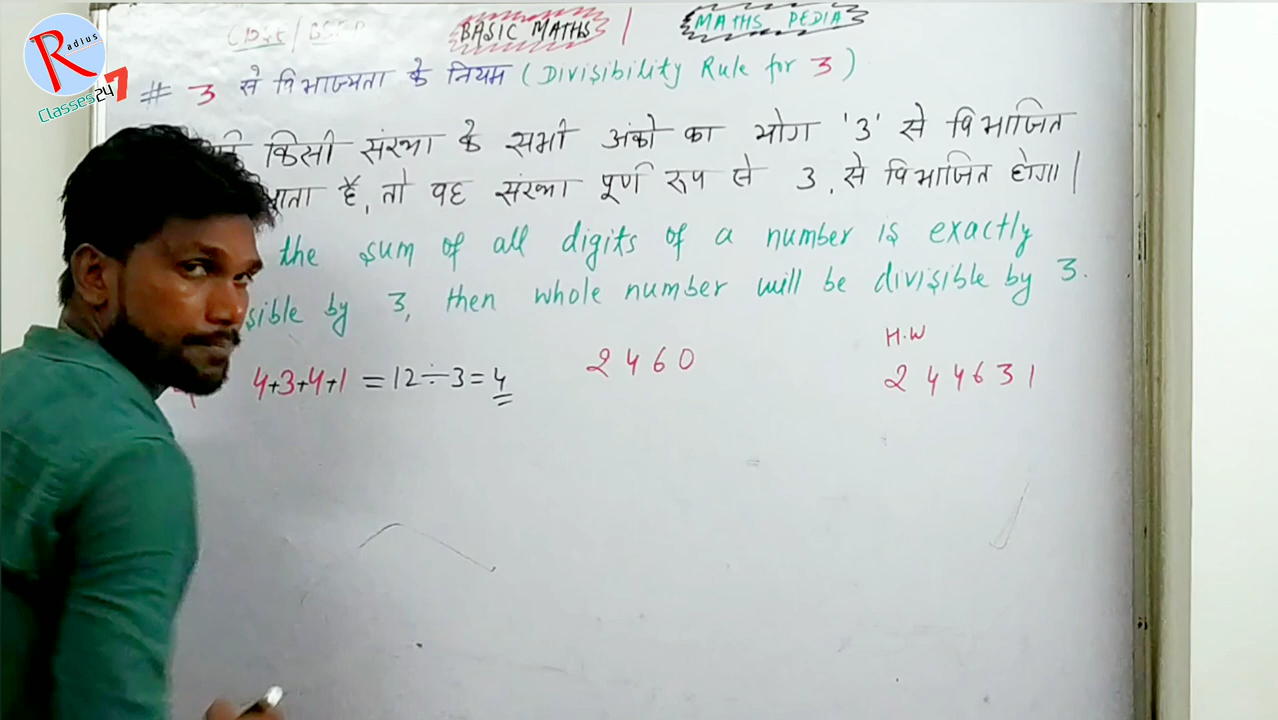 Radius
Classes 24 7
BASIC MATHS
MATHS PEDIA
# 3 से विभाज्यता के नियम (Divisibility Rule for 3)
किसी संख्या के सभी अंको का योग '3' से विभाजित
है, तो वह संख्या पूर्ण रूप से 3, से विभाजित होगा।
the sum of all digits of a number is exactly
sible by 3, then whole number will be divisible by 3.
4+3+4+1 = 12 ÷ 3 = 4
2460
H.W
244631